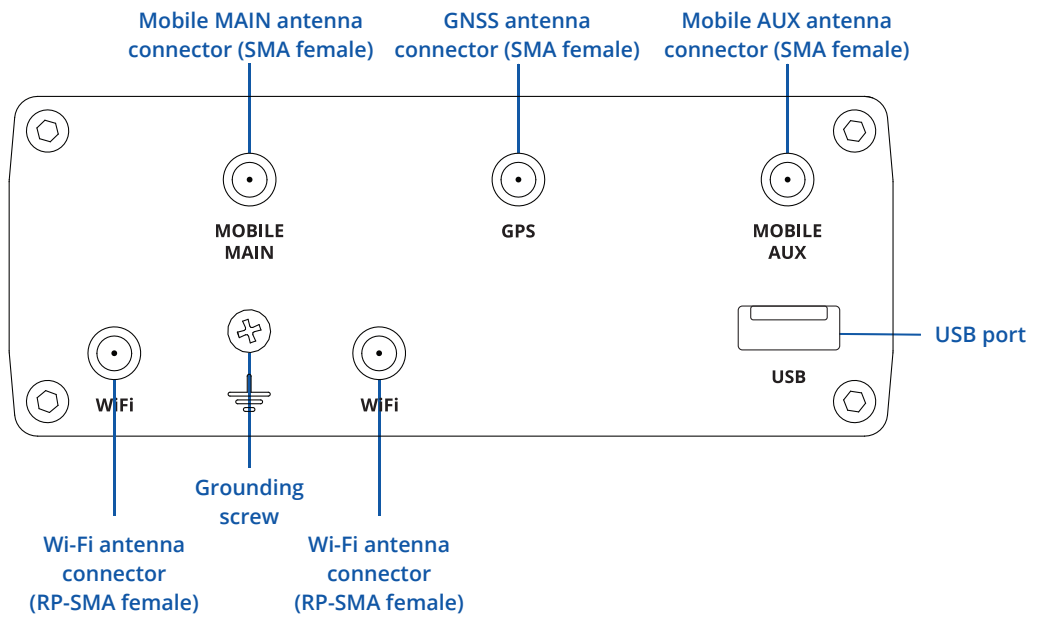 Mobile MAIN antenna
connector (SMA female)
GNSS antenna
connector (SMA female)
Mobile AUX antenna
connector (SMA female)
MOBILE
MAIN
GPS
MOBILE
AUX
USB port
USB
WiFi
WiFi
Grounding
screw
Wi-Fi antenna
connector
(RP-SMA female)
Wi-Fi antenna
connector
(RP-SMA female)